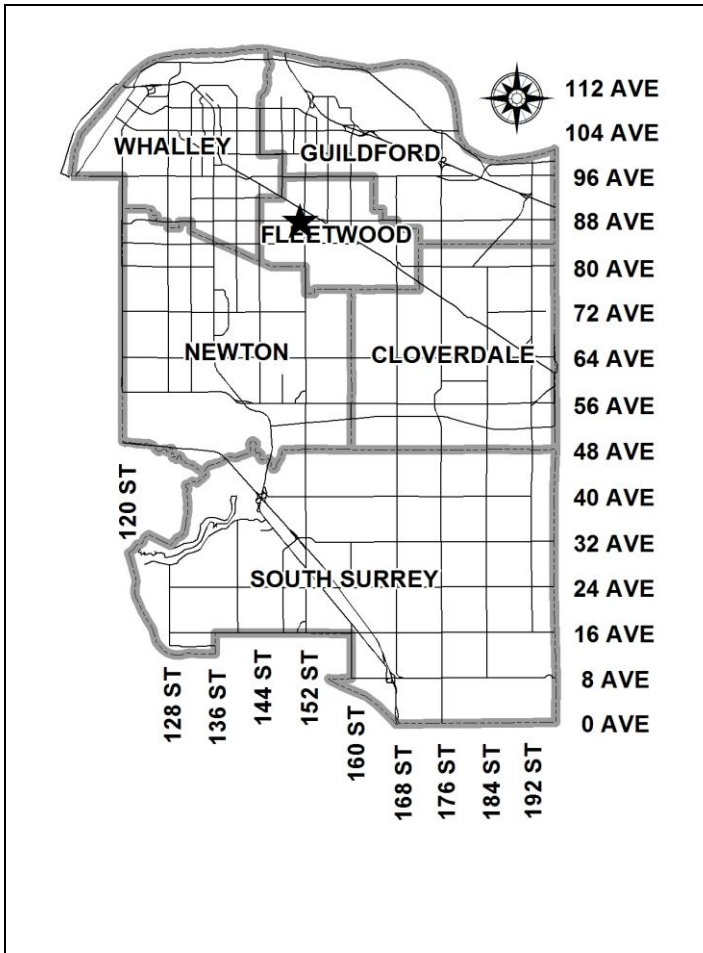 112 AVE
104 AVE
WHALLEY
GUILDFORD
96 AVE
88 AVE
FLEETWOOD
80 AVE
72 AVE
NEWTON
CLOVERDALE
64 AVE
56 AVE
48 AVE
120 ST
40 AVE
32 AVE
SOUTH SURREY
24 AVE
16 AVE
128 ST
136 ST
144 ST
152 ST
160 ST
8 AVE
0 AVE
168 ST
176 ST
184 ST
192 ST